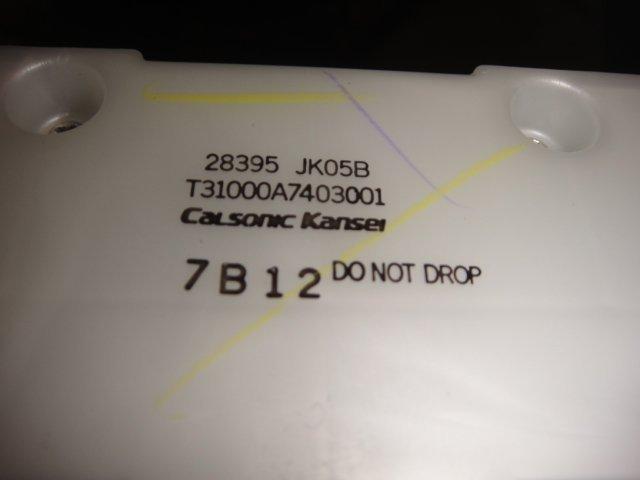 28395 JK05B
T31000A7403001
Calsonic Kansei
7B12 DO NOT DROP